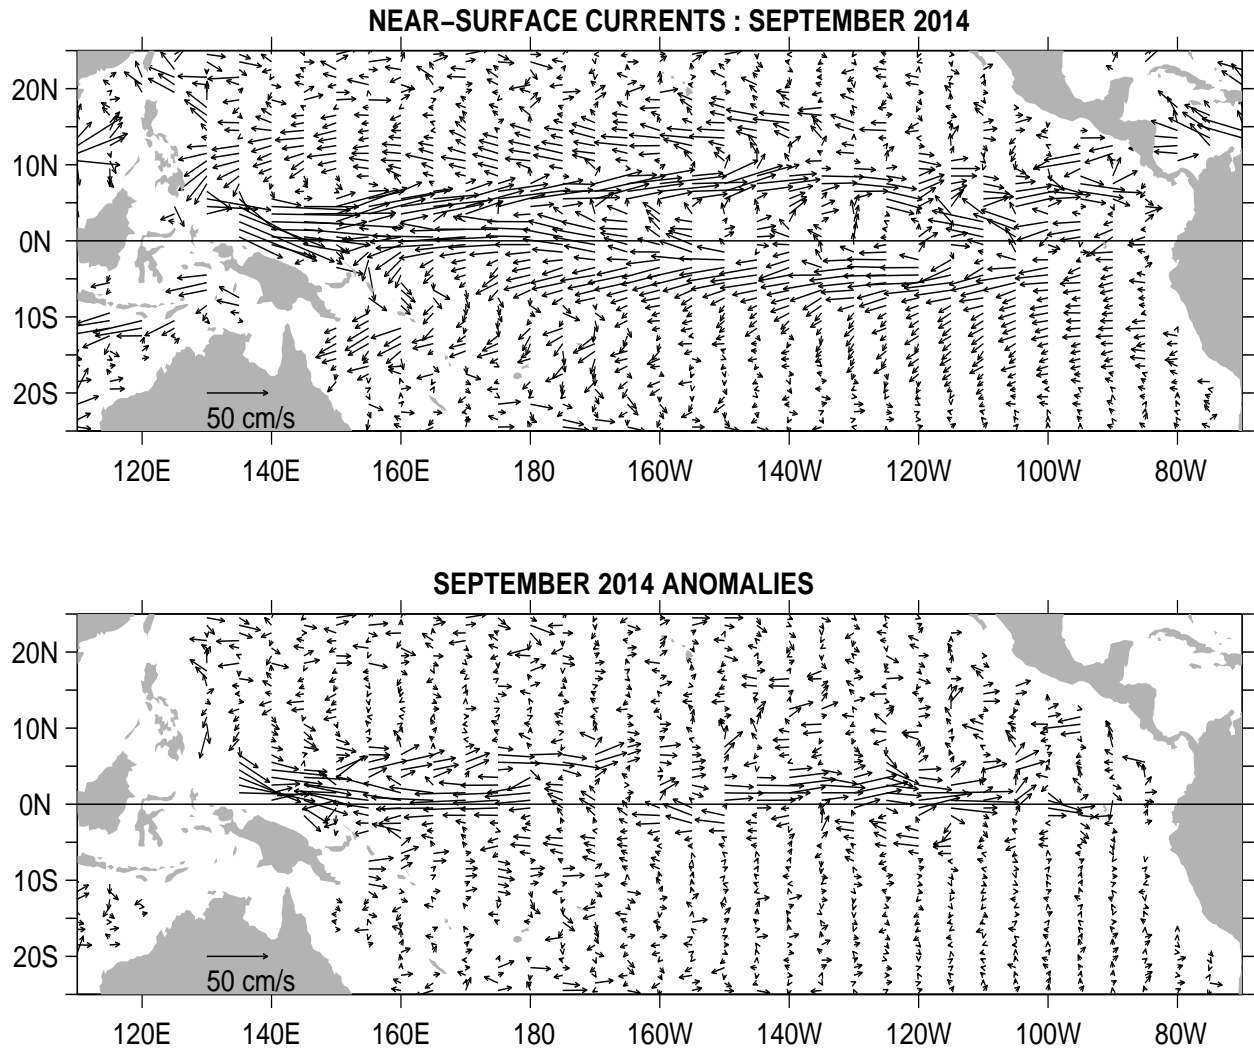 NEAR−SURFACE CURRENTS : SEPTEMBER 2014
20N
10N
0N
10S
20S
50 cm/s
120E 140E 160E 180 160W 140W 120W 100W 80W
SEPTEMBER 2014 ANOMALIES
20N
10N
0N
10S
20S
50 cm/s
120E 140E 160E 180 160W 140W 120W 100W 80W